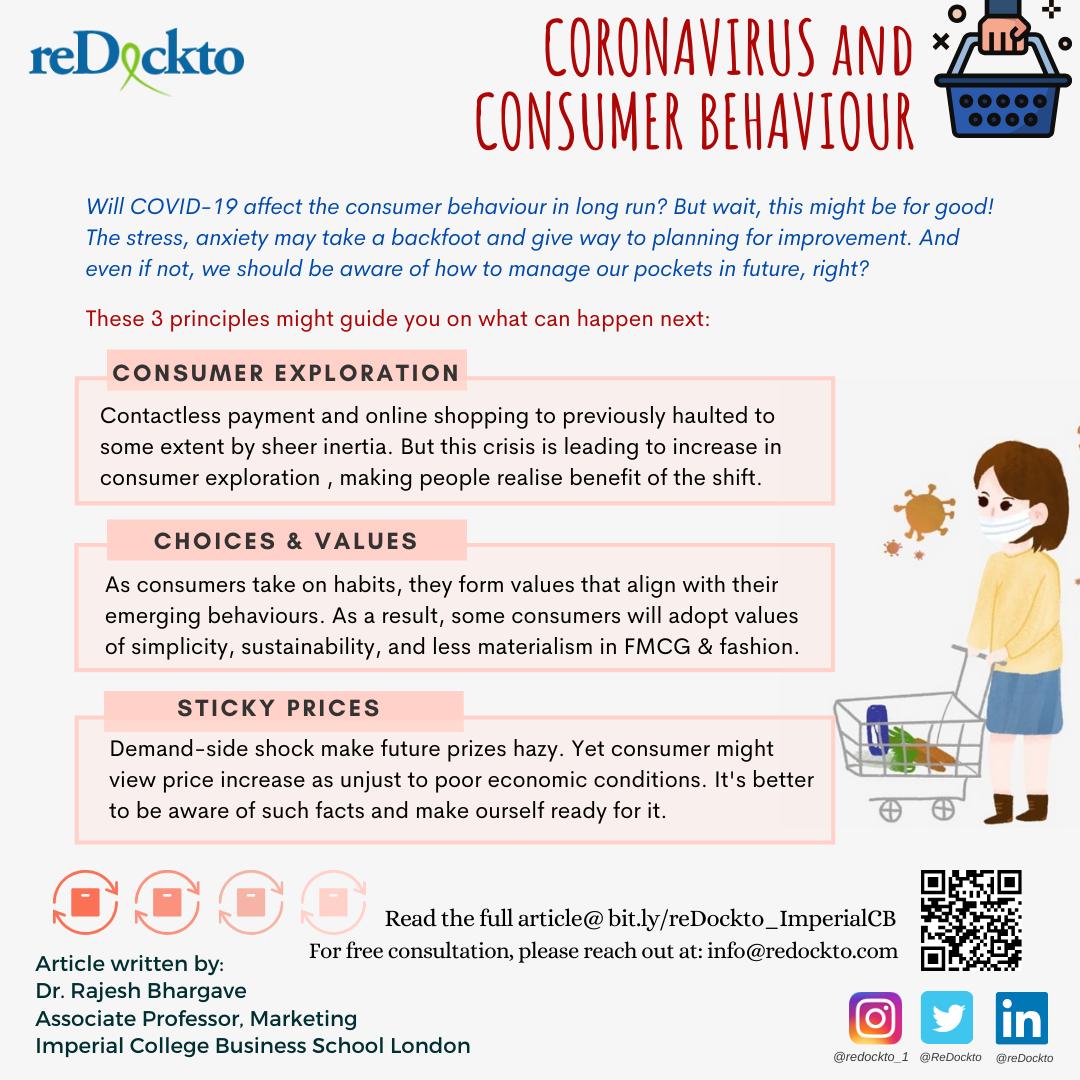 reDockto
CORONAVIRUS AND
CONSUMER BEHAVIOUR
Will COVID-19 affect the consumer behaviour in long run? But wait, this might be for good!
The stress, anxiety may take a backfoot and give way to planning for improvement. And
even if not, we should be aware of how to manage our pockets in future, right?
These 3 principles might guide you on what can happen next:
CONSUMER EXPLORATION
Contactless payment and online shopping to previously haulted to
some extent by sheer inertia. But this crisis is leading to increase in
consumer exploration , making people realise benefit of the shift.
CHOICES & VALUES
As consumers take on habits, they form values that align with their
emerging behaviours. As a result, some consumers will adopt values
of simplicity, sustainability, and less materialism in FMCG & fashion.
STICKY PRICES
Demand-side shock make future prizes hazy. Yet consumer might
view price increase as unjust to poor economic conditions. It's better
to be aware of such facts and make ourself ready for it.
Read the full article@ bit.ly/reDockto_ImperialCB
For free consultation, please reach out at: info@redockto.com
Article written by:
Dr. Rajesh Bhargave
Associate Professor, Marketing
Imperial College Business School London
in
@redockto_1 @ReDockto @reDockto